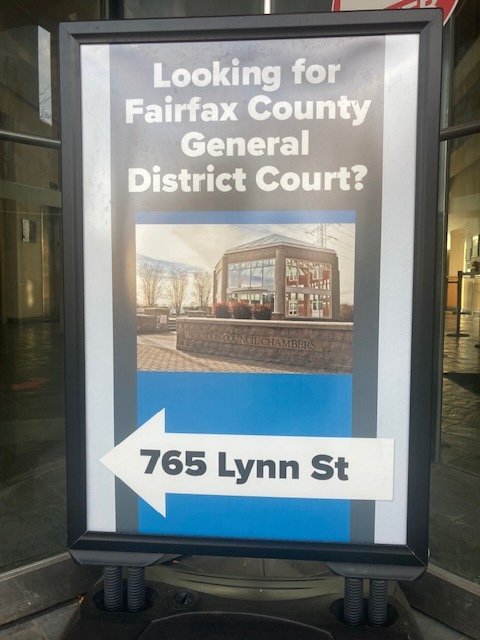 Looking for
Fairfax County
General
District Court?
COUNCIL CHAMBERS
765 Lynn St